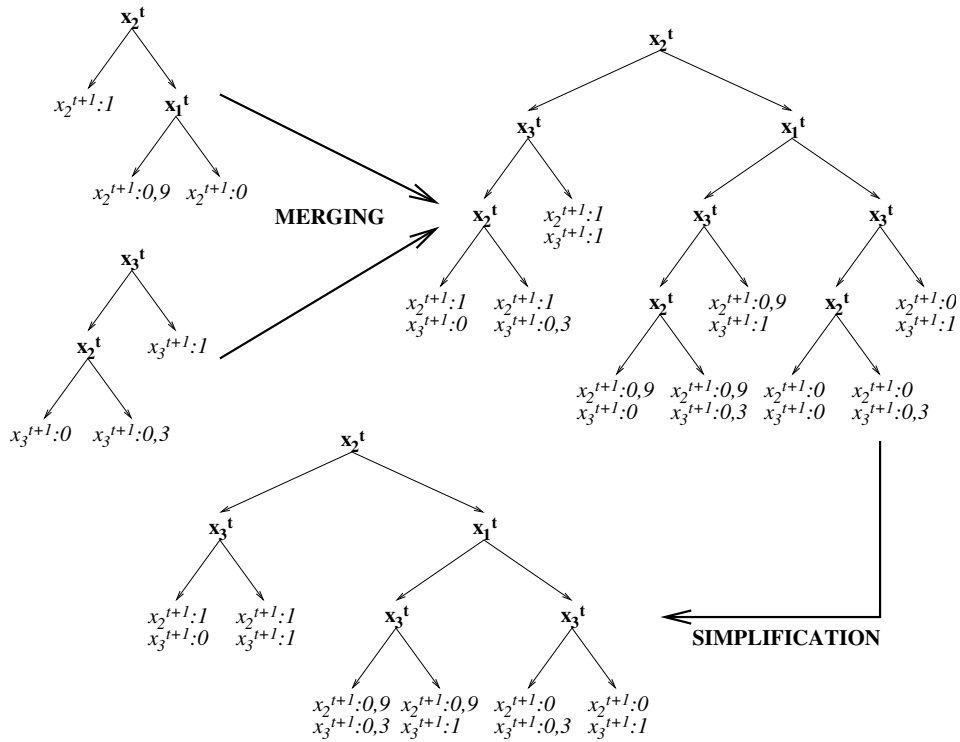 x₂ᵗ
x₂ᵗ⁺¹:1
x₁ᵗ
x₂ᵗ⁺¹:0,9 x₂ᵗ⁺¹:0
x₃ᵗ
x₂ᵗ
x₃ᵗ⁺¹:1
x₃ᵗ⁺¹:0 x₃ᵗ⁺¹:0,3
MERGING
x₂ᵗ
x₃ᵗ x₁ᵗ
x₂ᵗ
x₂ᵗ⁺¹:1
x₃ᵗ⁺¹:1
x₃ᵗ x₃ᵗ
x₂ᵗ⁺¹:1 x₂ᵗ⁺¹:1
x₃ᵗ⁺¹:0 x₃ᵗ⁺¹:0,3
x₂ᵗ
x₂ᵗ⁺¹:0,9
x₃ᵗ⁺¹:1
x₂ᵗ
x₂ᵗ⁺¹:0
x₃ᵗ⁺¹:1
x₂ᵗ⁺¹:0,9 x₂ᵗ⁺¹:0,9 x₂ᵗ⁺¹:0 x₂ᵗ⁺¹:0
x₃ᵗ⁺¹:0 x₃ᵗ⁺¹:0,3 x₃ᵗ⁺¹:0 x₃ᵗ⁺¹:0,3
SIMPLIFICATION
x₂ᵗ
x₃ᵗ x₁ᵗ
x₂ᵗ⁺¹:1 x₂ᵗ⁺¹:1
x₃ᵗ⁺¹:0 x₃ᵗ⁺¹:1
x₃ᵗ x₃ᵗ
x₂ᵗ⁺¹:0,9 x₂ᵗ⁺¹:0,9 x₂ᵗ⁺¹:0 x₂ᵗ⁺¹:0
x₃ᵗ⁺¹:0,3 x₃ᵗ⁺¹:1 x₃ᵗ⁺¹:0,3 x₃ᵗ⁺¹:1